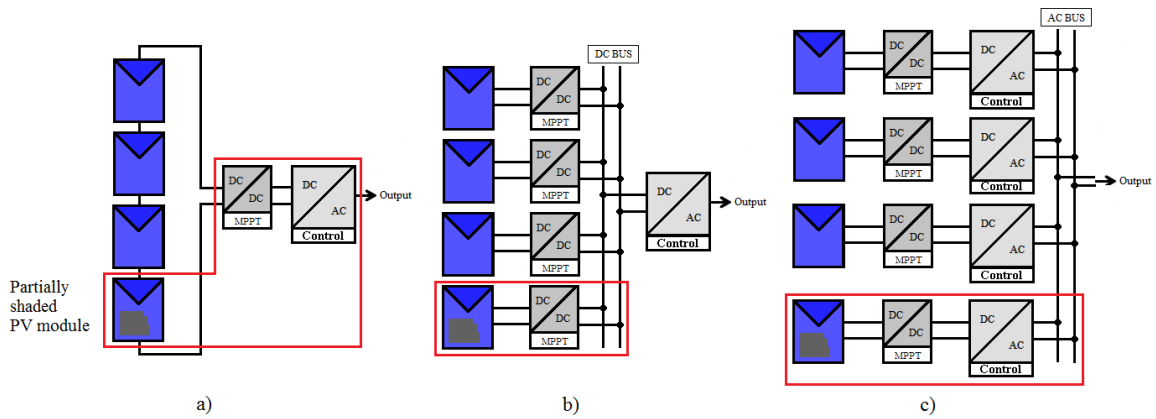 Partially
shaded
PV module
DC
DC
MPPT
DC
AC
Control
Output
a)
DC BUS
DC
DC
MPPT
DC
DC
MPPT
DC
DC
MPPT
DC
DC
MPPT
DC
AC
Control
Output
b)
AC BUS
DC
DC
MPPT
DC
AC
Control
DC
DC
MPPT
DC
AC
Control
DC
DC
MPPT
DC
AC
Control
DC
DC
MPPT
DC
AC
Control
Output
c)